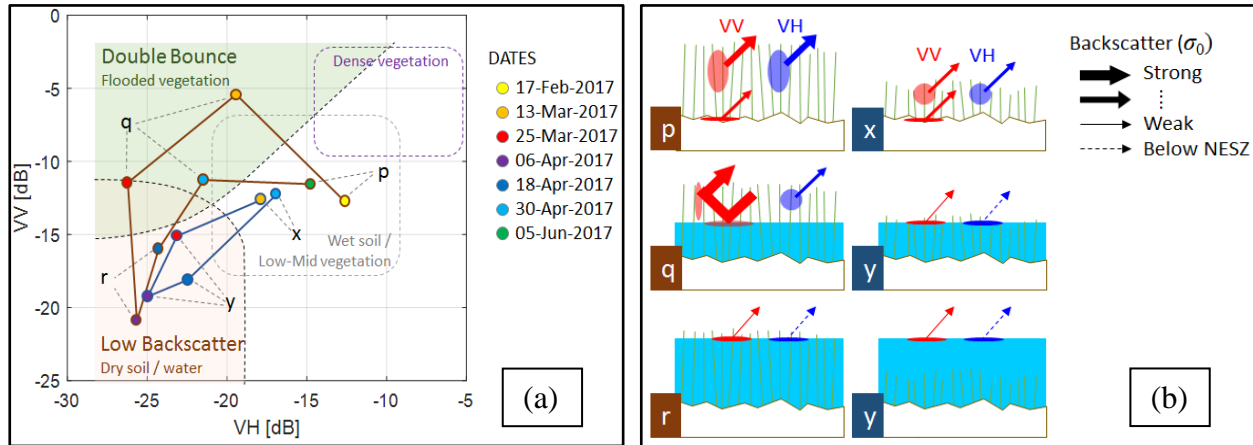 0
-5
-10
-15
-20
-25
VV [dB]
-30
-25
-20
-15
-10
-5
VH [dB]
Double Bounce
Flooded vegetation
Dense vegetation
q
p
x
Wet soil /
Low-Mid vegetation
r
y
Low Backscatter
Dry soil / water
DATES
17-Feb-2017
13-Mar-2017
25-Mar-2017
06-Apr-2017
18-Apr-2017
30-Apr-2017
05-Jun-2017
(a)
VV
VH
p
VV
VH
x
q
y
r
y
Backscatter (σ₀)
Strong
⋮
Weak
Below NESZ
(b)